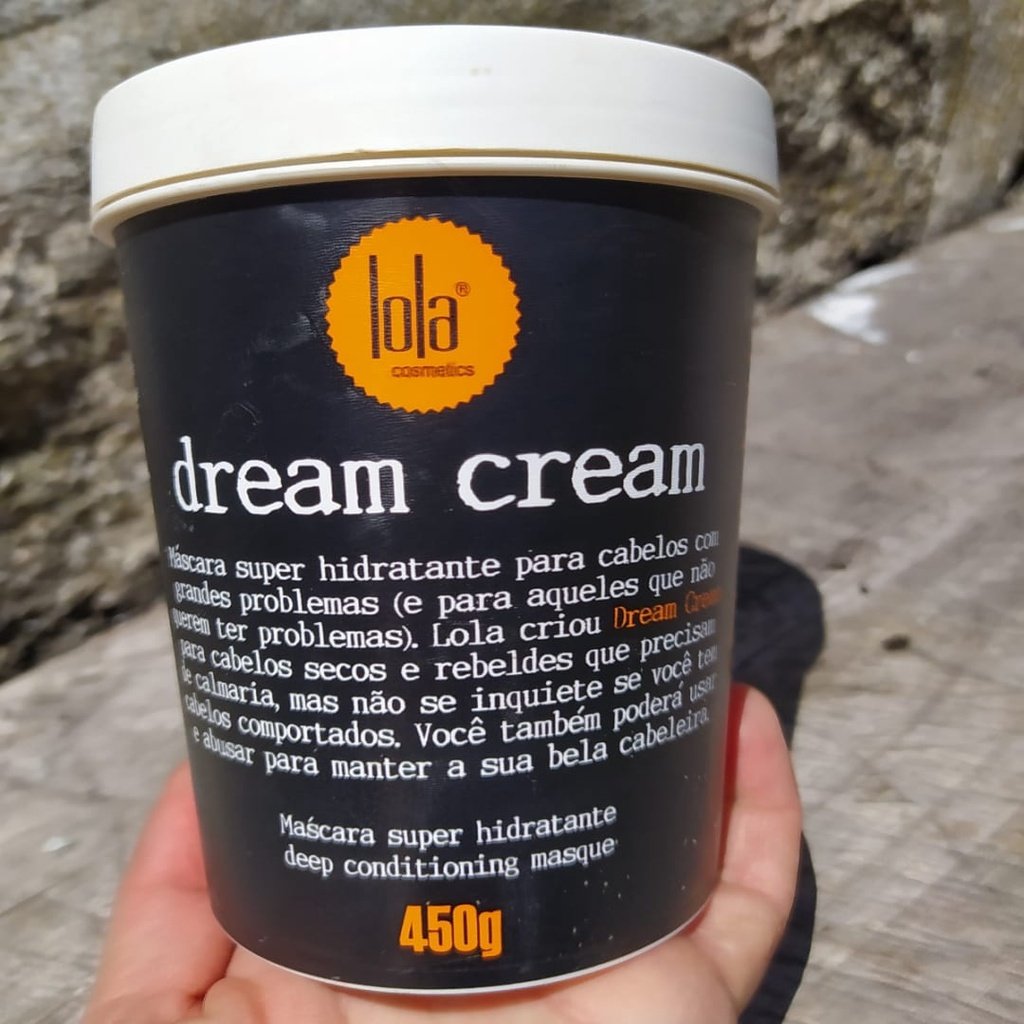 lola®
cosmetics
dream cream
Máscara super hidratante para cabelos com
grandes problemas (e para aqueles que não
querem ter problemas). Lola criou Dream Cream
para cabelos secos e rebeldes que precisam
de calmaria, mas não se inquiete se você tem
cabelos comportados. Você também poderá usar
e abusar para manter a sua bela cabeleira.
Maścara super hidratante
deep conditioning masque
450g